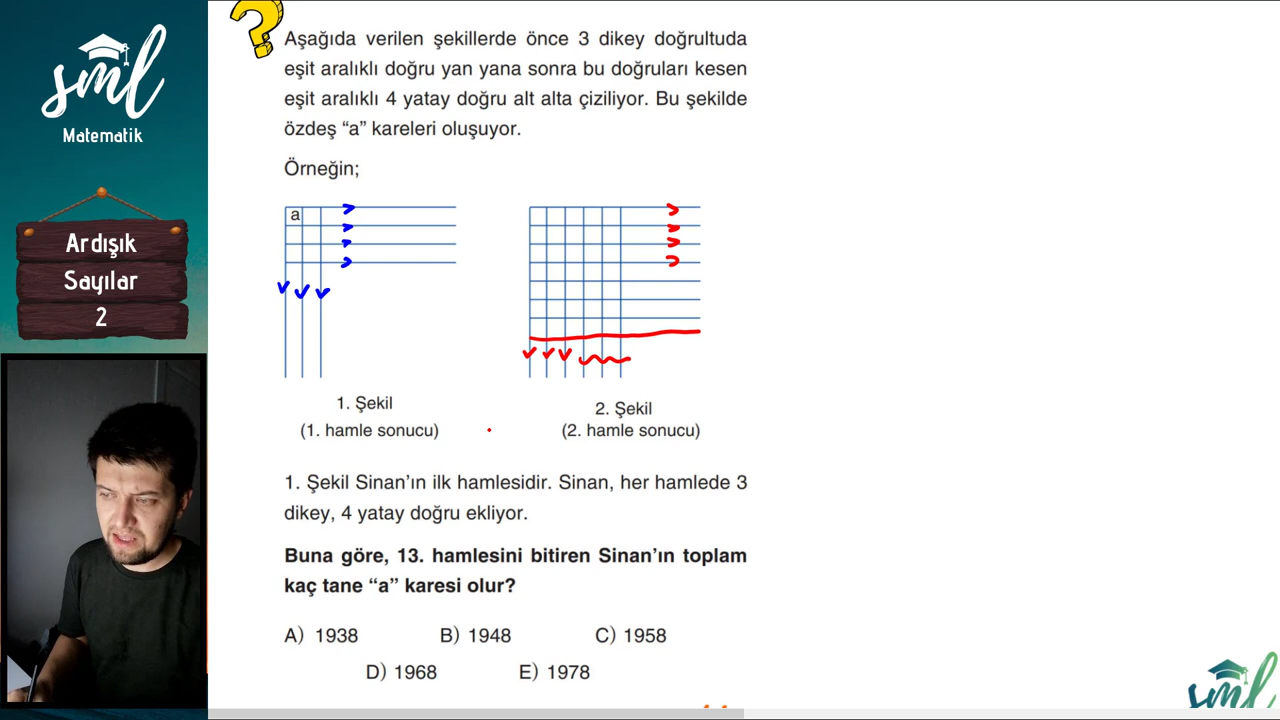 sml
Matematik
Ardışık
Sayılar
2
Aşağıda verilen şekillerde önce 3 dikey doğrultuda
eşit aralıklı doğru yan yana sonra bu doğruları kesen
eşit aralıklı 4 yatay doğru alt alta çiziliyor. Bu şekilde
özdeş “a” kareleri oluşuyor.
Örneğin;
a
1. Şekil
(1. hamle sonucu)
2. Şekil
(2. hamle sonucu)
1. Şekil Sinan’ın ilk hamlesidir. Sinan, her hamlede 3
dikey, 4 yatay doğru ekliyor.
Buna göre, 13. hamlesini bitiren Sinan’ın toplam
kaç tane “a” karesi olur?
A) 1938 B) 1948 C) 1958
D) 1968 E) 1978
sml